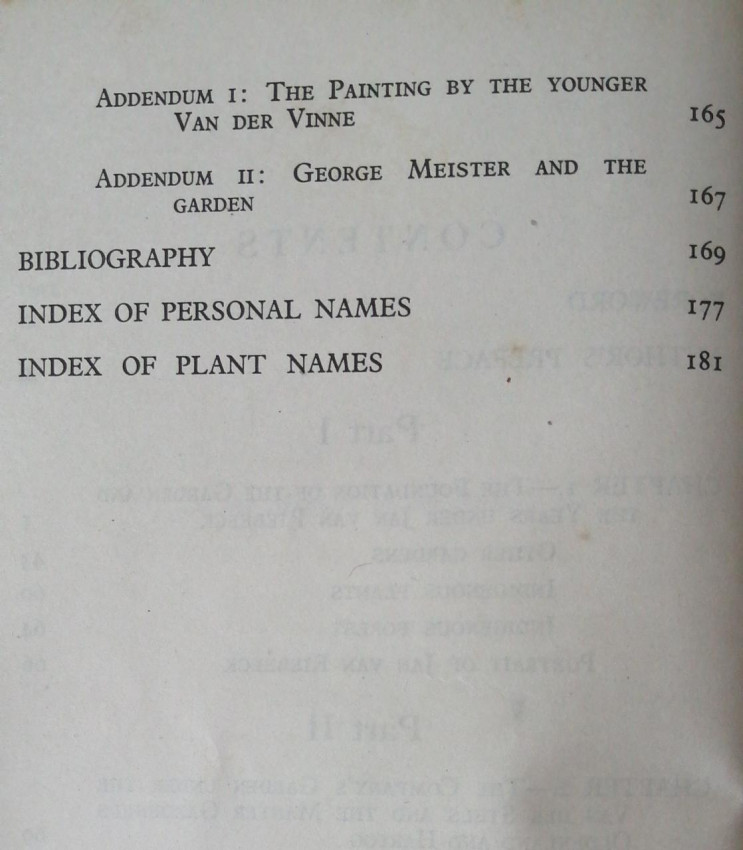 ADDENDUM I: THE PAINTING BY THE YOUNGER
VAN DER VINNE 165
ADDENDUM II: GEORGE MEISTER AND THE
GARDEN 167
BIBLIOGRAPHY 169
INDEX OF PERSONAL NAMES 177
INDEX OF PLANT NAMES 181